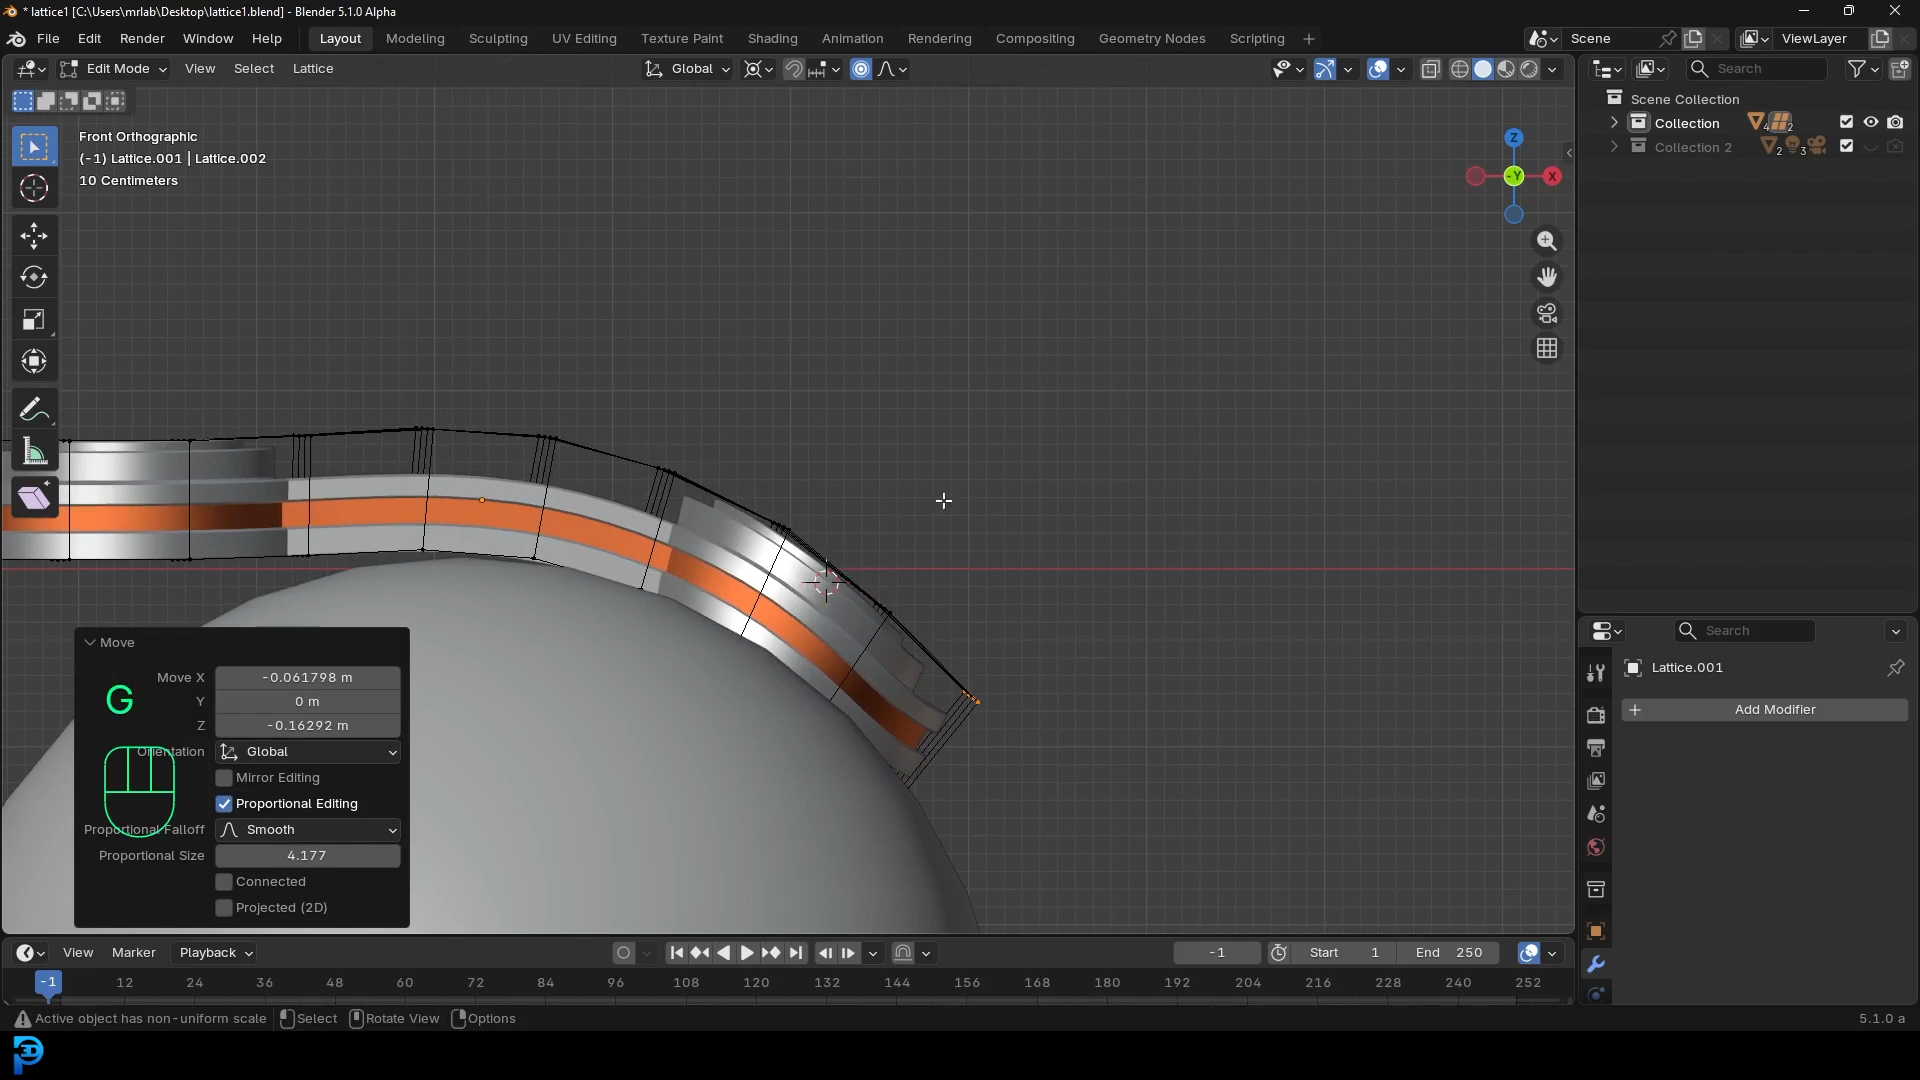 * lattice1 [C:\Users\mrlab\Desktop\lattice1.blend] - Blender 5.1.0 Alpha
File Edit Render Window Help Layout Modeling Sculpting UV Editing Texture Paint Shading Animation Rendering Compositing Geometry Nodes Scripting + Scene ViewLayer
Edit Mode View Select Lattice Global Search
Front Orthographic
(-1) Lattice.001 | Lattice.002
10 Centimeters
Scene Collection
Collection 4 2
Collection 2 2 3
Z
-Y X
Search
Lattice.001
+ Add Modifier
Move
Move X -0.061798 m
Y 0 m
Z -0.16292 m
G
Orientation Global
Mirror Editing
Proportional Editing
Proportional Falloff Smooth
Proportional Size 4.177
Connected
Projected (2D)
View Marker Playback -1 Start 1 End 250
-1 12 24 36 48 60 72 84 96 108 120 132 144 156 168 180 192 204 216 228 240 252
Active object has non-uniform scale Select Rotate View Options 5.1.0 a
3D